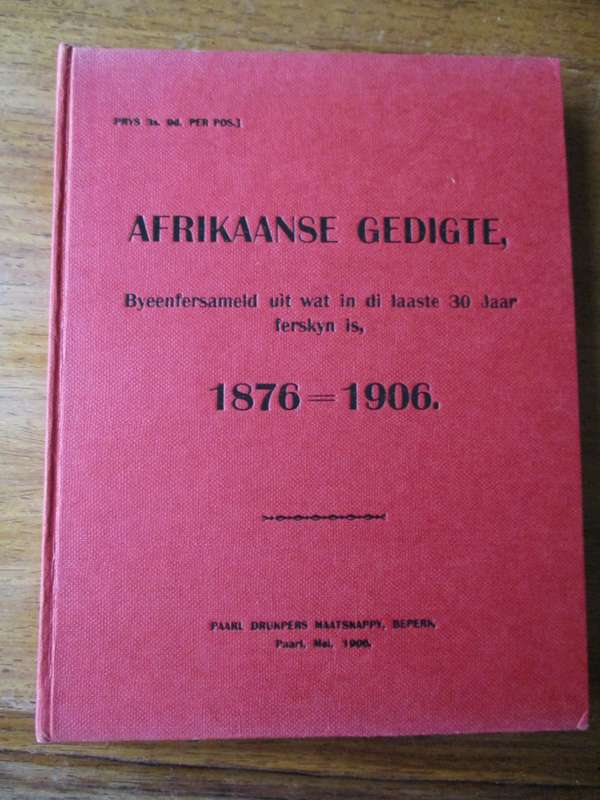 [PRYS 3s. 9d. PER POS.]
AFRIKAANSE GEDIGTE,
Byeenfersameld uit wat in di laaste 30 Jaar
ferskyn is,
1876 = 1906.
PAARL DRUKPERS MAATSKAPPY, BEPERK,
Paarl, Mei, 1906.